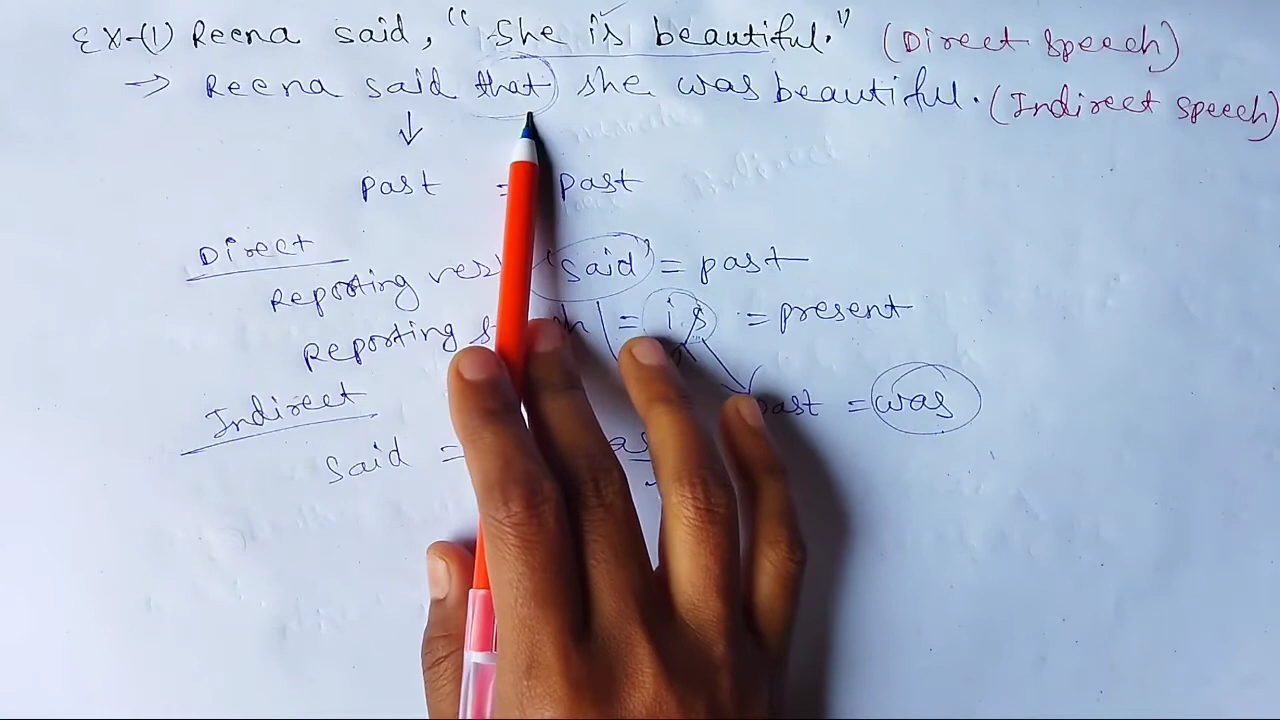 Ex-(1) Reena said, "She is beautiful." (Direct speech)
→ Reena said that she was beautiful. (Indirect speech)
↓
past = past
Direct
Reporting "said" = past
Reporting = is = present
past = was
Indirect
said =